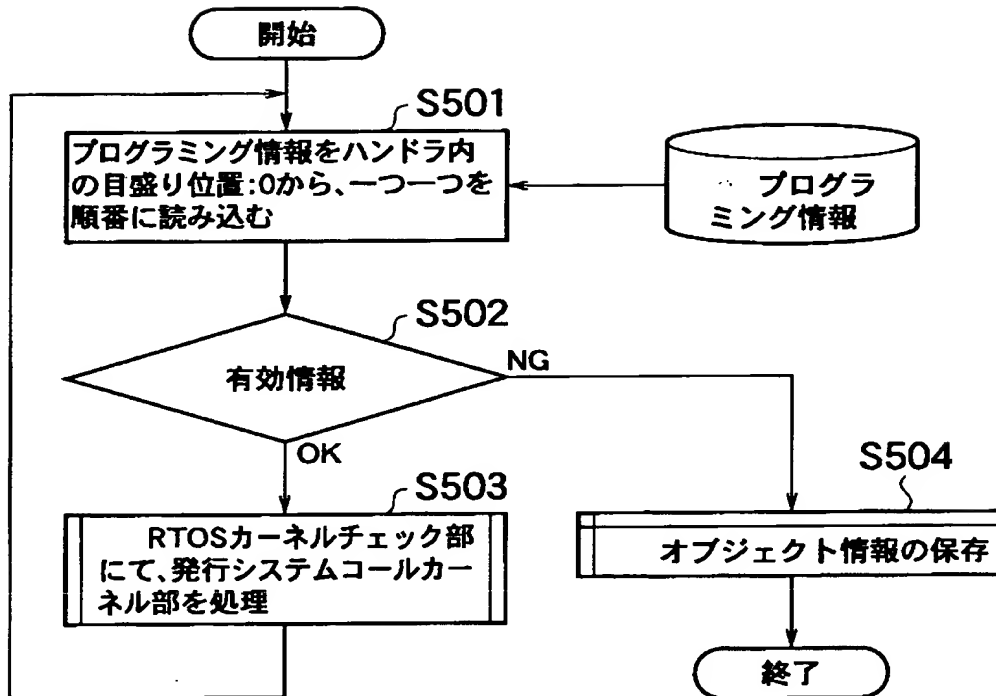 開始
S501
プログラミング情報をハンドラ内
の目盛り位置:0から、一つ一つを
順番に読み込む
プログラ
ミング情報
S502
有効情報
NG
OK
S503
RTOSカーネルチェック部
にて、発行システムコールカー
ネル部を処理
S504
オブジェクト情報の保存
終了